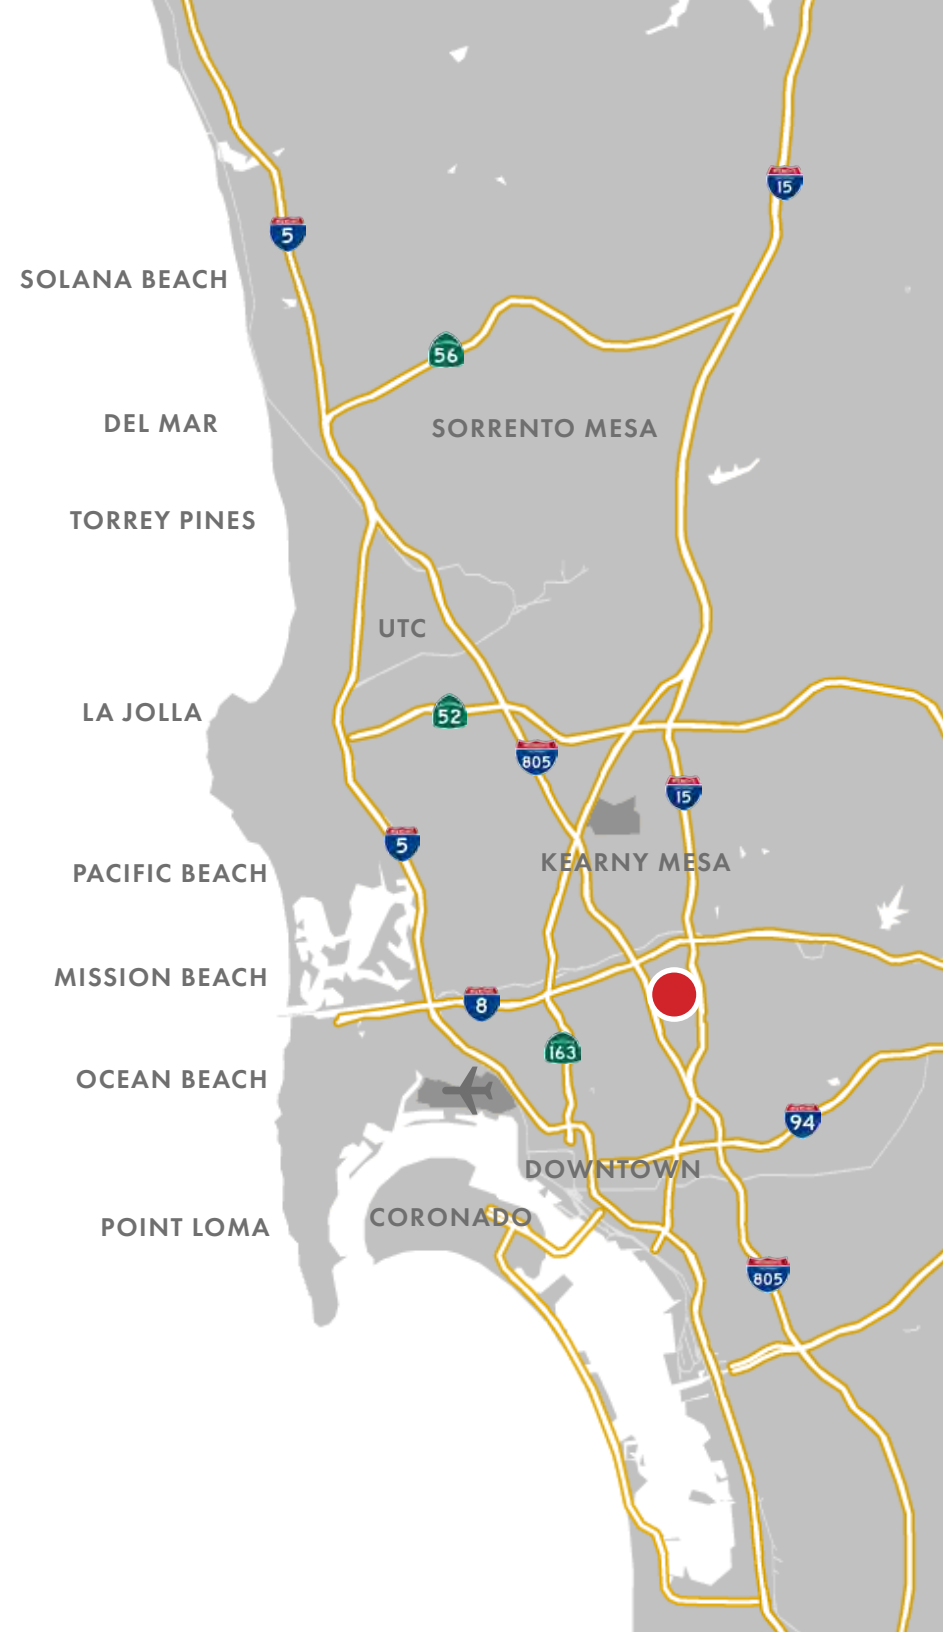 15
5
SOLANA BEACH
56
DEL MAR
SORRENTO MESA
TORREY PINES
UTC
LA JOLLA
52
805
15
5
KEARNY MESA
PACIFIC BEACH
MISSION BEACH
8
163
OCEAN BEACH
94
DOWNTOWN
CORONADO
POINT LOMA
805